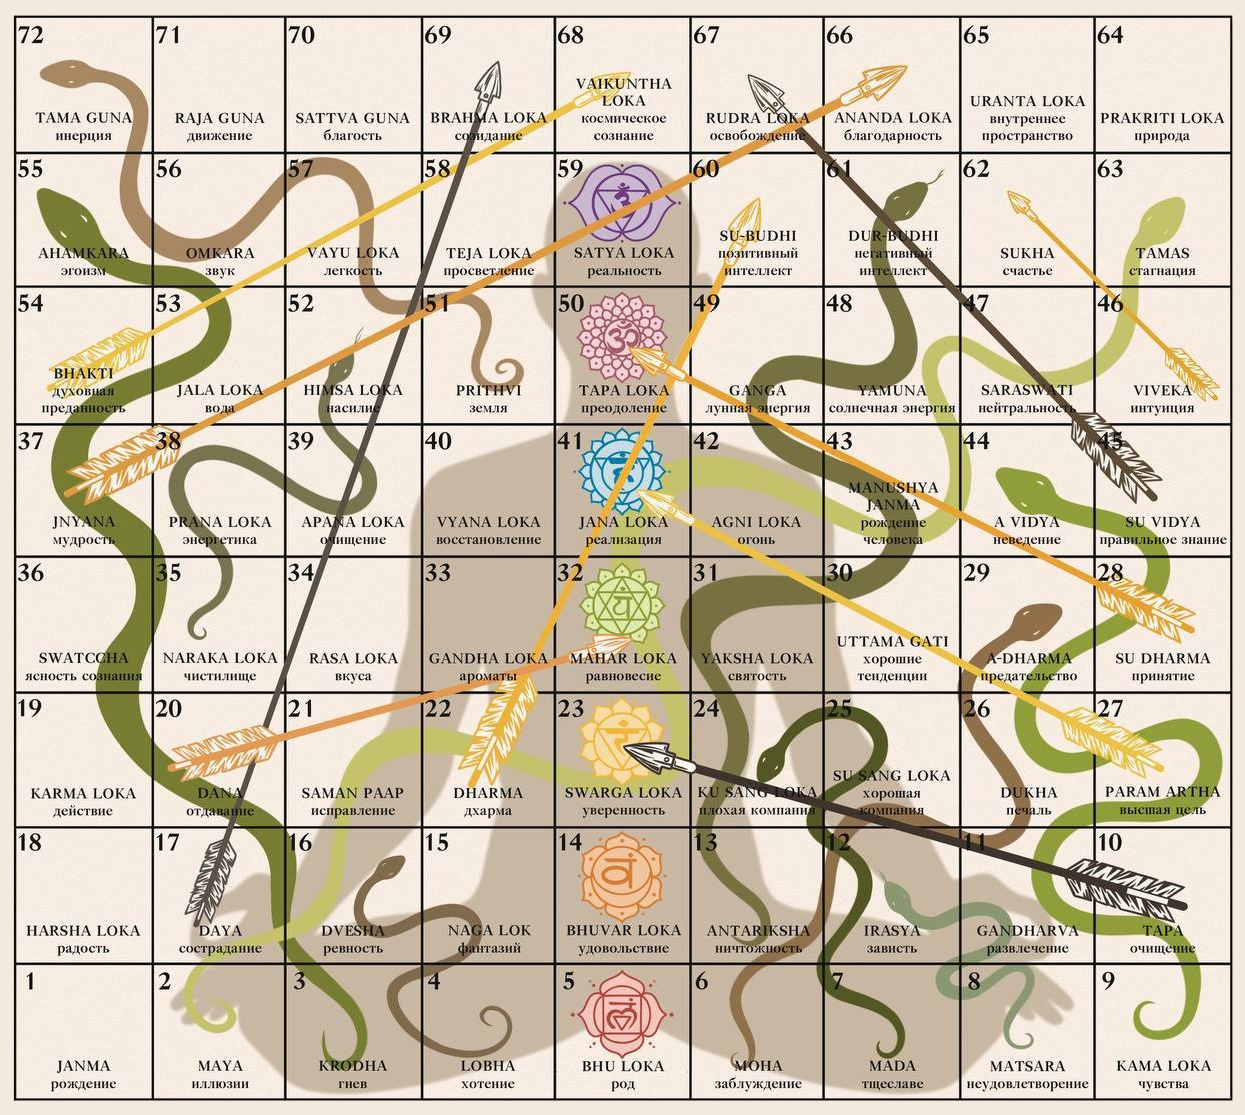 72
TAMA GUNA
инерция
71
RAJA GUNA
движение
70
SATTVA GUNA
благость
69
BRAHMA LOKA
созидание
68
VAIKUNTHA
LOKA
космическое
сознание
67
RUDRA LOKA
освобождение
66
ANANDA LOKA
благодарность
65
URANTA LOKA
внутреннее
пространство
64
PRAKRITI LOKA
природа
55
AHAMKARA
эгоизм
56
OMKARA
звук
57
VAYU LOKA
легкость
58
TEJA LOKA
просветление
59
SATYA LOKA
реальность
60
SU-BUDHI
позитивный
интеллект
61
DUR-BUDHI
негативный
интеллект
62
SUKHA
счастье
63
TAMAS
стагнация
54
BHAKTI
духовная
преданность
53
JALA LOKA
вода
52
HIMSA LOKA
насилие
51
PRITHVI
земля
50
ॐ
TAPA LOKA
преодоление
49
GANGA
лунная энергия
48
YAMUNA
солнечная энергия
47
SARASWATI
нейтральность
46
VIVEKA
интуиция
37
JNYANA
мудрость
38
PRANA LOKA
энергетика
39
APANA LOKA
очищение
40
VYANA LOKA
восстановление
41
JANA LOKA
реализация
42
AGNI LOKA
огонь
43
MANUSHYA
JANMA
рождение
человека
44
A VIDYA
неведение
45
SU VIDYA
правильное знание
36
SWATCCHA
ясность сознания
35
NARAKA LOKA
чистилище
34
RASA LOKA
вкуса
33
GANDHA LOKA
ароматы
32
यं
MAHAR LOKA
равновесие
31
YAKSHA LOKA
святость
30
UTTAMA GATI
хорошие
тенденции
29
A-DHARMA
предательство
28
SU DHARMA
принятие
19
KARMA LOKA
действие
20
DANA
отдавание
21
SAMAN PAAP
исправление
22
DHARMA
дхарма
23
रं
SWARGA LOKA
уверенность
24
KU SANG LOKA
плохая компания
25
SU SANG LOKA
хорошая
компания
26
DUKHA
печаль
27
PARAM ARTHA
высшая цель
18
HARSHA LOKA
радость
17
DAYA
сострадание
16
DVESHA
ревность
15
NAGA LOK
фантазий
14
वं
BHUVAR LOKA
удовольствие
13
ANTARIKSHA
ничтожность
12
IRASYA
зависть
11
GANDHARVA
развлечение
10
TAPA
очищение
1
JANMA
рождение
2
MAYA
иллюзии
3
KRODHA
гнев
4
LOBHA
хотение
5
लं
BHU LOKA
род
6
MOHA
заблуждение
7
MADA
тщеславе
8
MATSARA
неудовлетворение
9
KAMA LOKA
чувства